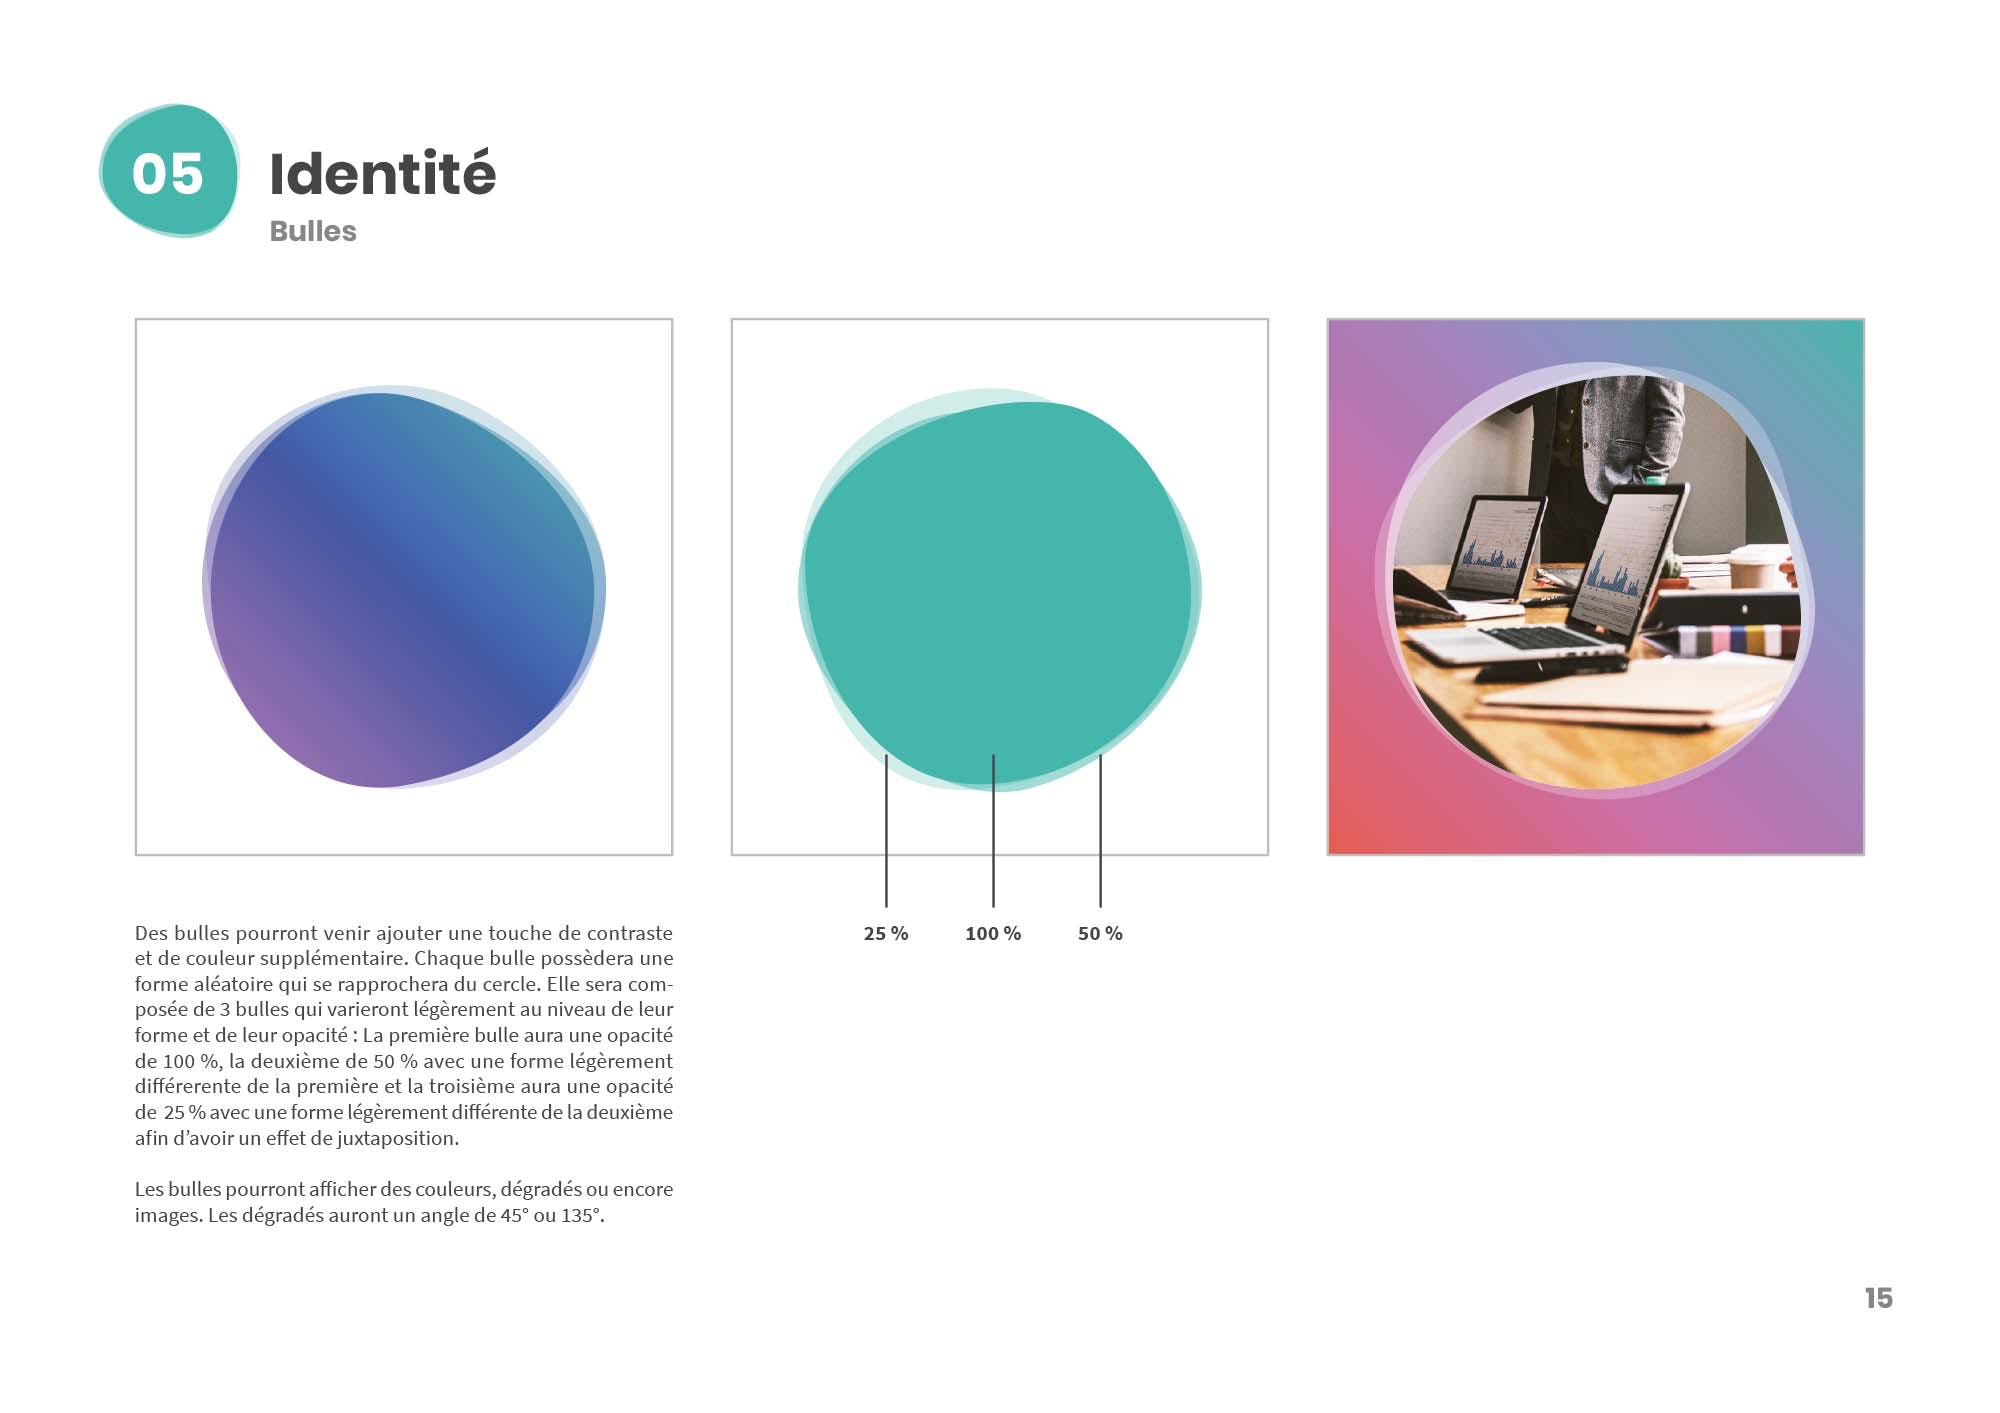 05
Identité
Bulles
25 %
100 %
50 %
Des bulles pourront venir ajouter une touche de contraste
et de couleur supplémentaire. Chaque bulle possèdera une
forme aléatoire qui se rapprochera du cercle. Elle sera com-
posée de 3 bulles qui varieront légèrement au niveau de leur
forme et de leur opacité : La première bulle aura une opacité
de 100 %, la deuxième de 50 % avec une forme légèrement
différerente de la première et la troisième aura une opacité
de 25 % avec une forme légèrement différente de la deuxième
afin d’avoir un effet de juxtaposition.
Les bulles pourront afficher des couleurs, dégradés ou encore
images. Les dégradés auront un angle de 45° ou 135°.
15